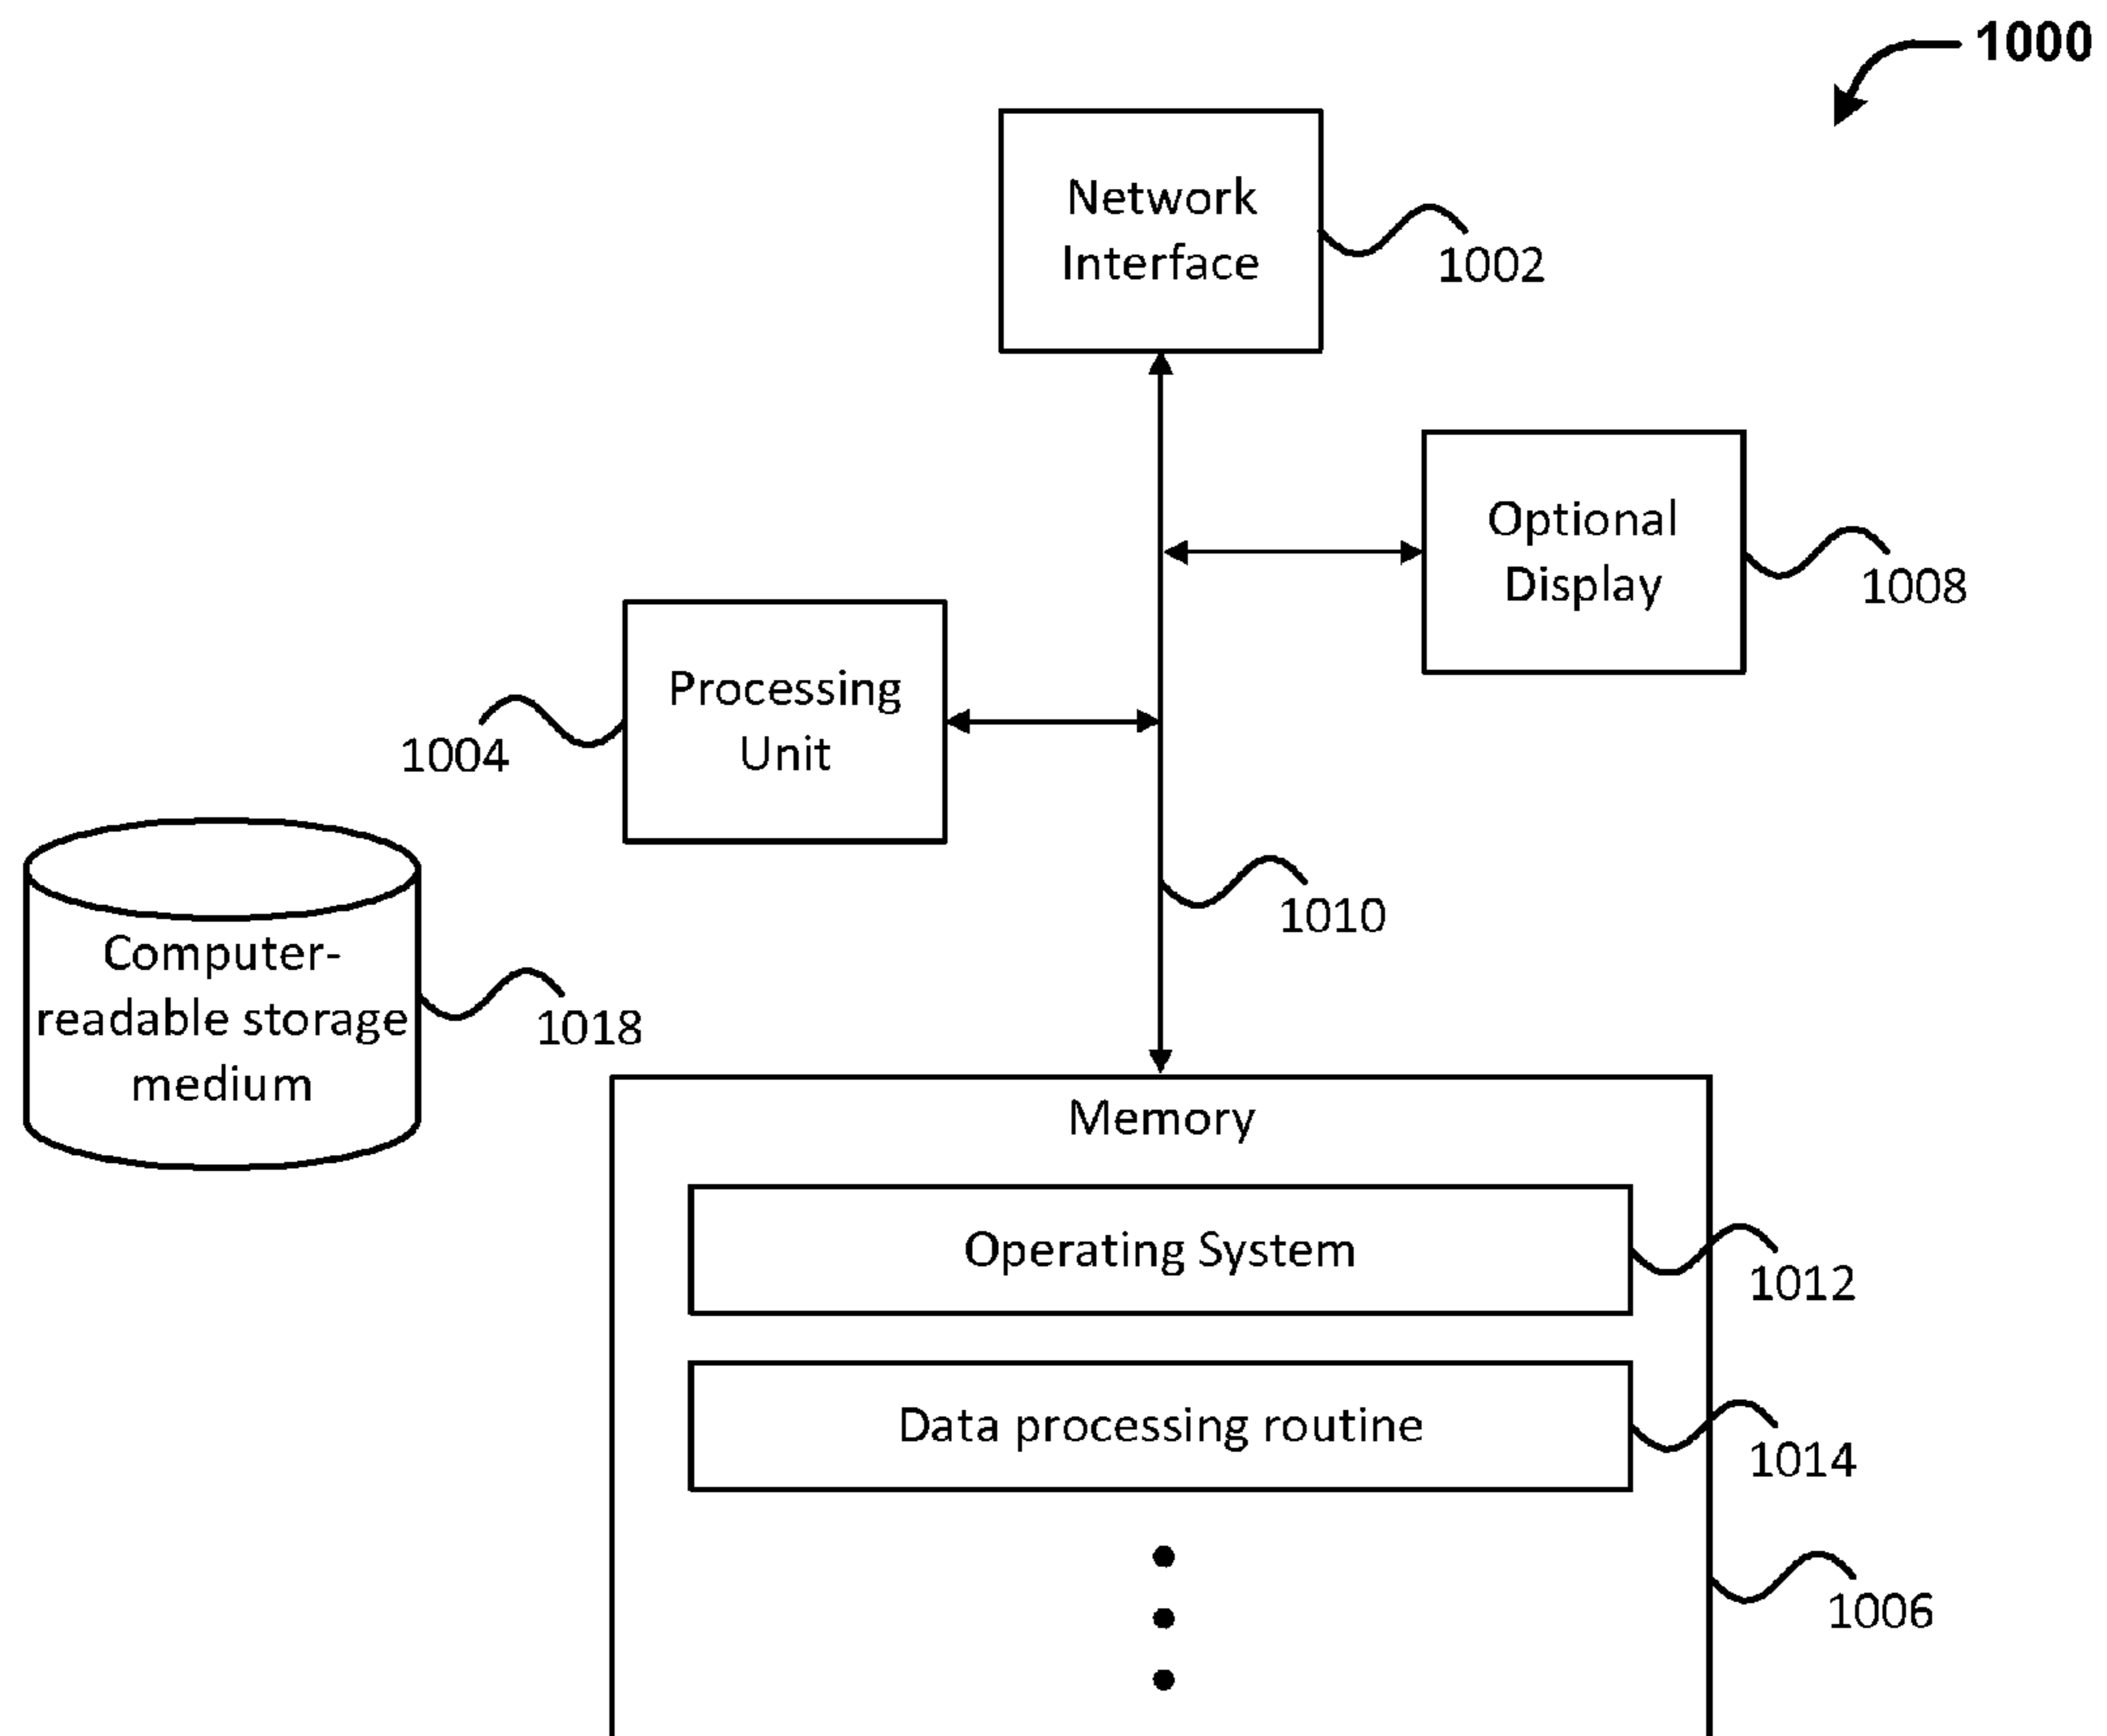 1000
Network
Interface
1002
Optional
Display
1008
Processing
Unit
1004
1010
Computer-
readable storage
medium
1018
Memory
Operating System
1012
Data processing routine
1014
1006